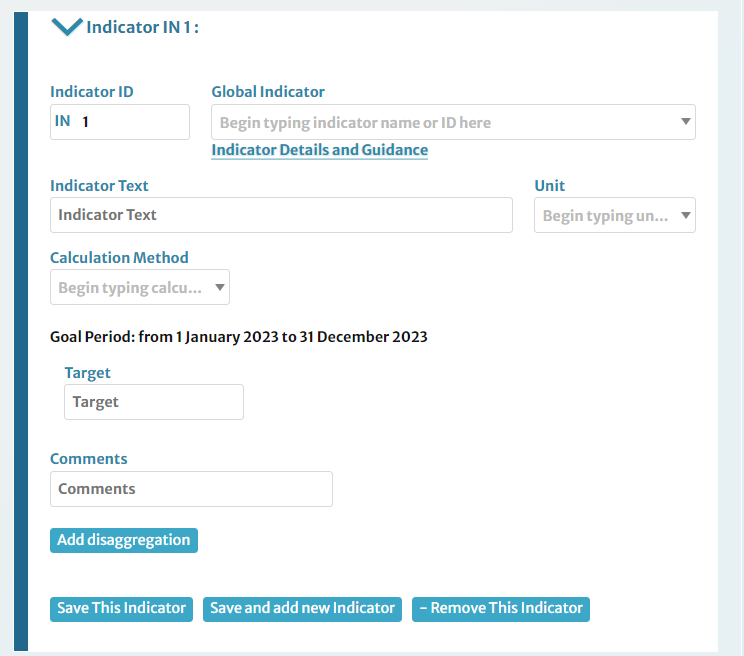 Indicator IN 1 :
Indicator ID
Global Indicator
IN 1
Begin typing indicator name or ID here
Indicator Details and Guidance
Indicator Text
Unit
Indicator Text
Begin typing un...
Calculation Method
Begin typing calcu...
Goal Period: from 1 January 2023 to 31 December 2023
Target
Target
Comments
Comments
Add disaggregation
Save This Indicator
Save and add new Indicator
- Remove This Indicator